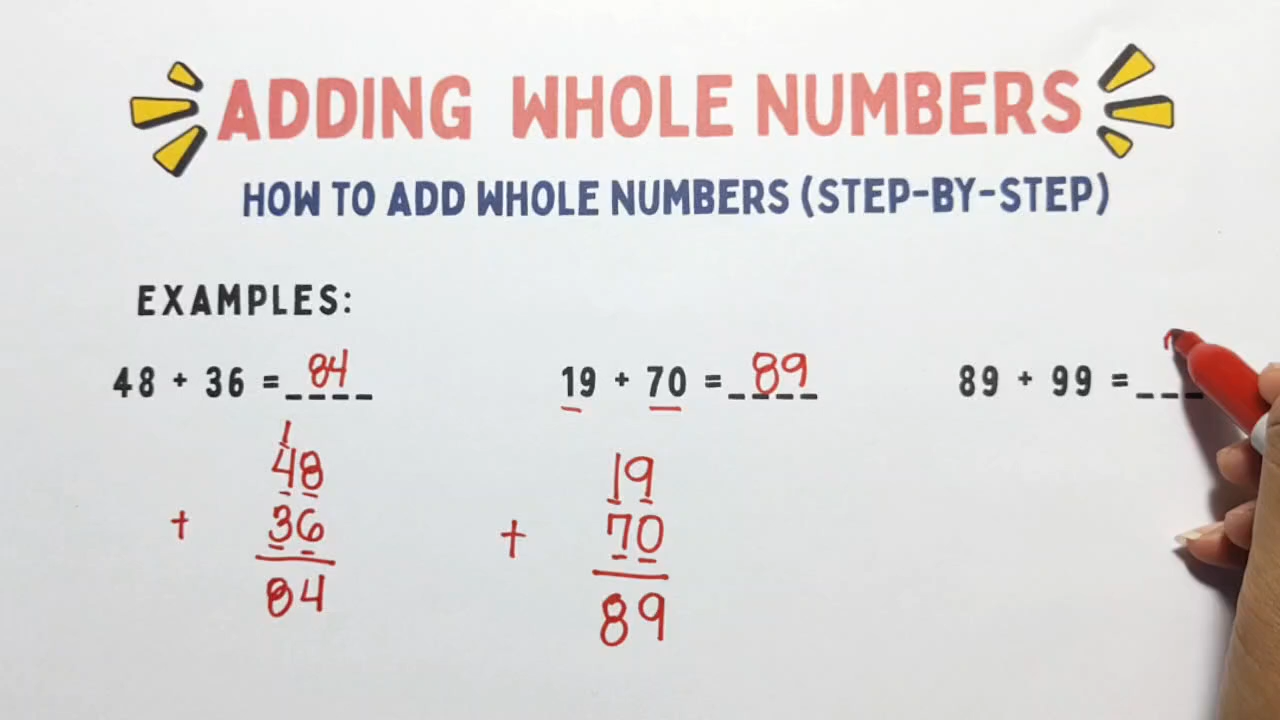 ADDING WHOLE NUMBERS
HOW TO ADD WHOLE NUMBERS (STEP-BY-STEP)
EXAMPLES:
48 + 36 = 84
1
48
+ 36
84
19 + 70 = 89
19
+ 70
89
89 + 99 = ___